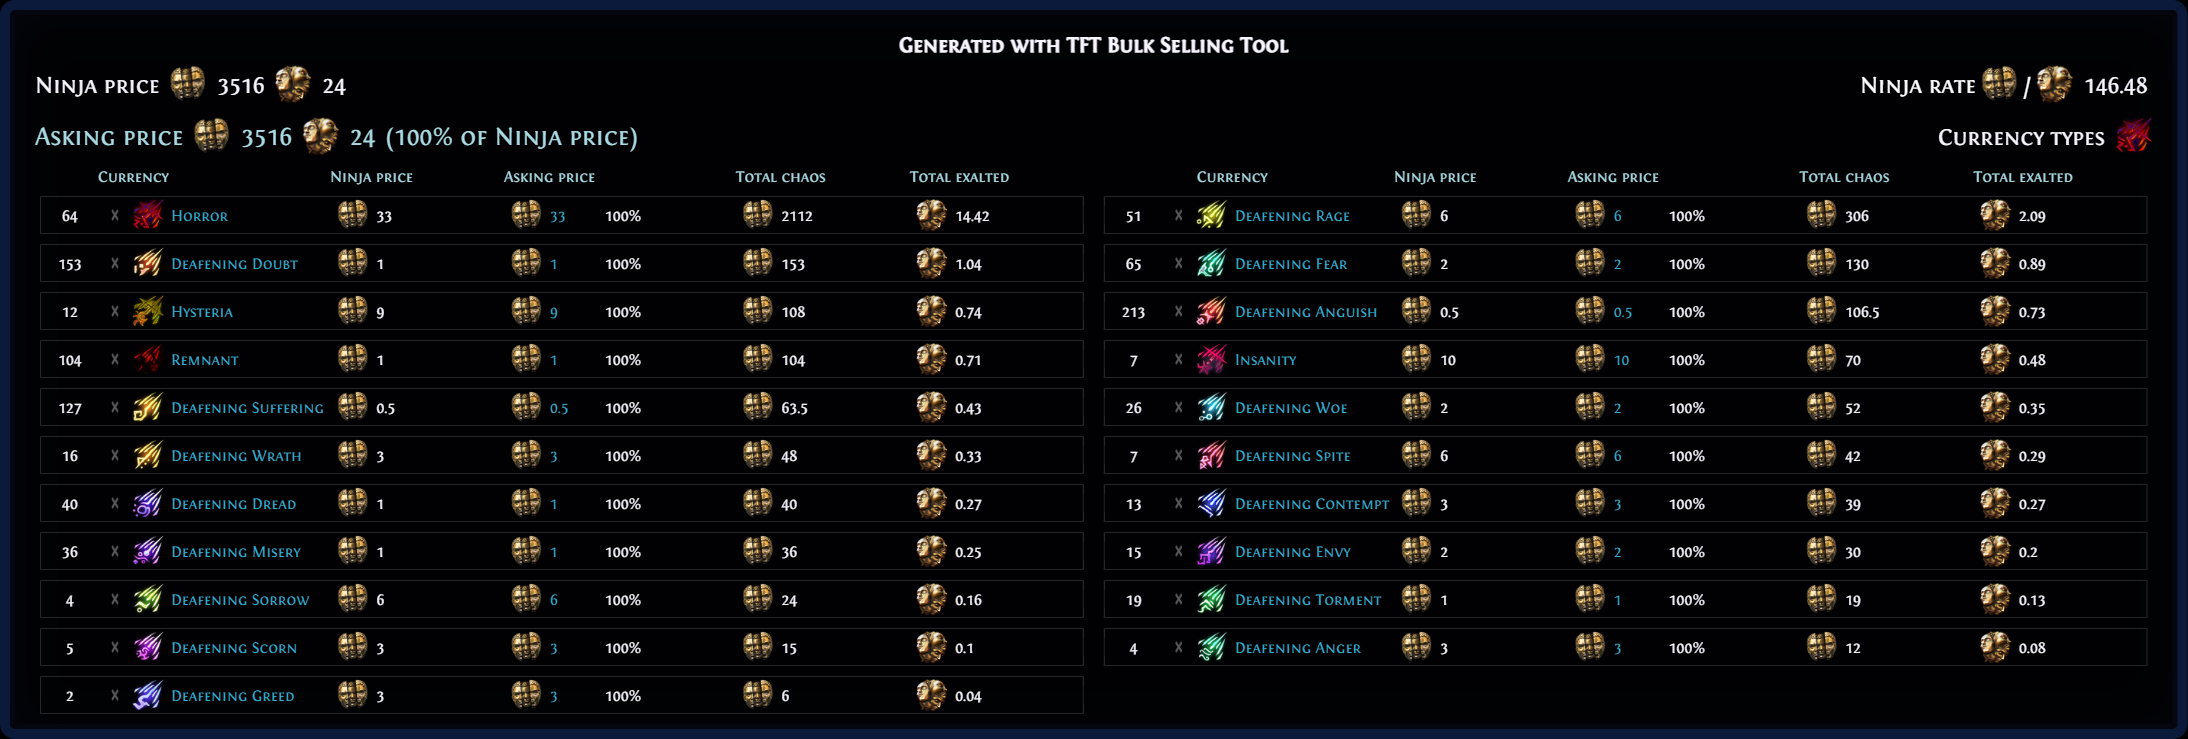 Generated with TFT Bulk Selling Tool
Ninja price 3516 24
Ninja rate / 146.48
Asking price 3516 24 (100% of Ninja price)
Currency types
Currency Ninja price Asking price Total chaos Total exalted Currency Ninja price Asking price Total chaos Total exalted
64 x Horror 33 33 100% 2112 14.42
51 x Deafening Rage 6 6 100% 306 2.09
153 x Deafening Doubt 1 1 100% 153 1.04
65 x Deafening Fear 2 2 100% 130 0.89
12 x Hysteria 9 9 100% 108 0.74
213 x Deafening Anguish 0.5 0.5 100% 106.5 0.73
104 x Remnant 1 1 100% 104 0.71
7 x Insanity 10 10 100% 70 0.48
127 x Deafening Suffering 0.5 0.5 100% 63.5 0.43
26 x Deafening Woe 2 2 100% 52 0.35
16 x Deafening Wrath 3 3 100% 48 0.33
7 x Deafening Spite 6 6 100% 42 0.29
40 x Deafening Dread 1 1 100% 40 0.27
13 x Deafening Contempt 3 3 100% 39 0.27
36 x Deafening Misery 1 1 100% 36 0.25
15 x Deafening Envy 2 2 100% 30 0.2
4 x Deafening Sorrow 6 6 100% 24 0.16
19 x Deafening Torment 1 1 100% 19 0.13
5 x Deafening Scorn 3 3 100% 15 0.1
4 x Deafening Anger 3 3 100% 12 0.08
2 x Deafening Greed 3 3 100% 6 0.04